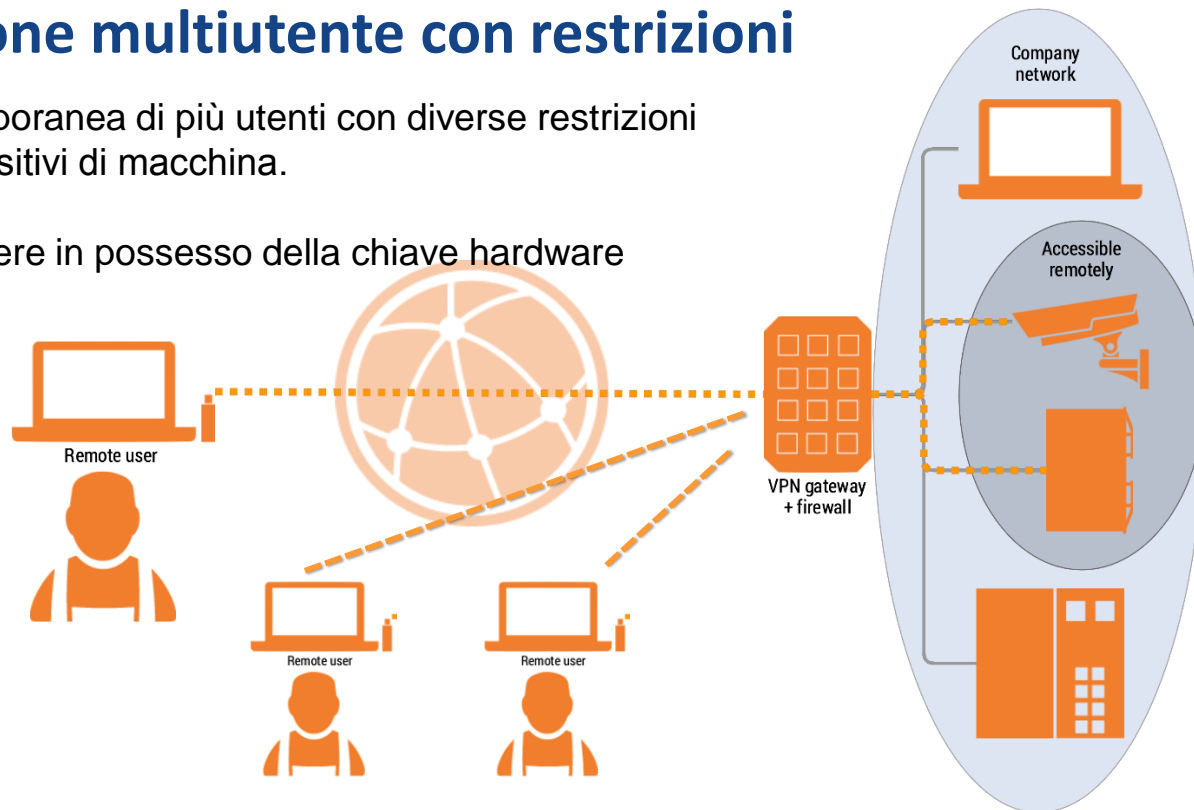 one multiutente con restrizioni
poranea di più utenti con diverse restrizioni
sitivi di macchina.
ere in possesso della chiave hardware
Company
network
Accessible
remotely
Remote user
VPN gateway
+ firewall
Remote user
Remote user